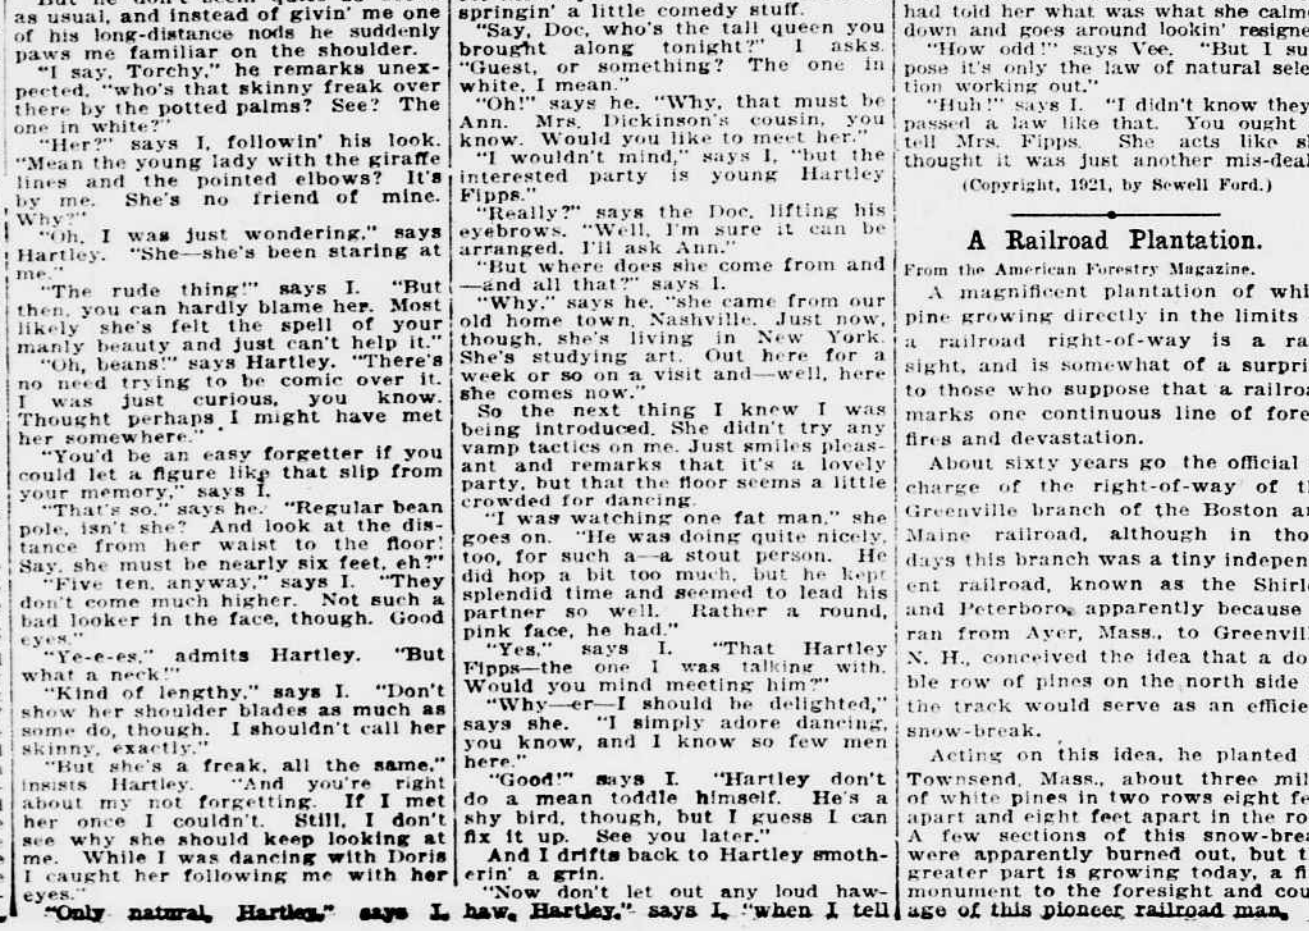 as usual, and instead of givin' me one
of his long-distance nods he suddenly
paws me familiar on the shoulder.
"I say, Torchy," he remarks unex-
pected, "who's that skinny freak over
there by the potted palms? See? The
one in white?"
"Her?" says I, followin' his look.
"Mean the young lady with the giraffe
lines and the pointed elbows? It's
by me. She's no friend of mine.
Why?"
"Oh, I was just wondering," says
Hartley. "She—she's been staring at
me."
"The rude thing!" says I. "But
then, you can hardly blame her. Most
likely she's felt the spell of your
manly beauty and just can't help it."
"Oh, beans!" says Hartley. "There's
no need trying to be comic over it.
I was just curious, you know.
Thought perhaps I might have met
her somewhere."
"You'd be an easy forgetter if you
could let a figure like that slip from
your memory," says I.
"That's so," says he. "Regular bean
pole, isn't she? And look at the dis-
tance from her waist to the floor!
Say, she must be nearly six feet, eh?"
"Five ten, anyway," says I. "They
don't come much higher. Not such a
bad looker in the face, though. Good
eyes."
"Ye-e-es," admits Hartley. "But
what a neck!"
"Kind of lengthy," says I. "Don't
show her shoulder blades as much as
some do, though. I shouldn't call her
skinny, exactly."
"But she's a freak, all the same,"
insists Hartley. "And you're right
about my not forgetting. If I met
her once I couldn't. Still, I don't
see why she should keep looking at
me. While I was dancing with Doris
I caught her following me with her
eyes."
"Only natural, Hartley," says I.
springin' a little comedy stuff.
"Say, Doc, who's the tall queen you
brought along tonight?" I asks.
"Guest, or something? The one in
white, I mean."
"Oh!" says he. "Why, that must be
Ann. Mrs. Dickinson's cousin, you
know. Would you like to meet her."
"I wouldn't mind," says I, "but the
interested party is young Hartley
Fipps."
"Really?" says the Doc, lifting his
eyebrows. "Well, I'm sure it can be
arranged. I'll ask Ann."
"But where does she come from and
—and all that?" says I.
"Why," says he, "she came from our
old home town, Nashville. Just now,
though, she's living in New York.
She's studying art. Out here for a
week or so on a visit and—well, here
she comes now."
So the next thing I knew I was
being introduced. She didn't try any
vamp tactics on me. Just smiles pleas-
ant and remarks that it's a lovely
party, but that the floor seems a little
crowded for dancing.
"I was watching one fat man," she
goes on. "He was doing quite nicely,
too, for such a—a stout person. He
did hop a bit too much, but he kept
splendid time and seemed to lead his
partner so well. Rather a round,
pink face, he had."
"Yes," says I. "That Hartley
Fipps—the one I was talking with.
Would you mind meeting him?"
"Why—er—I should be delighted,"
says she. "I simply adore dancing,
you know, and I know so few men
here."
"Good!" says I. "Hartley don't
do a mean toddle himself. He's a
shy bird, though, but I guess I can
fix it up. See you later."
And I drifts back to Hartley smoth-
erin' a grin.
"Now don't let out any loud haw-
haw, Hartley," says I, "when I tell
had told her what was what she calme
down and goes around lookin' resigne
"How odd!" says Vee. "But I su
pose it's only the law of natural sele
tion working out."
"Huh!" says I. "I didn't know they
passed a law like that. You ought
tell Mrs. Fipps. She acts like s
thought it was just another mis-deal
(Copyright, 1921, by Sewell Ford.)
A Railroad Plantation.
From the American Forestry Magazine.
A magnificent plantation of whi
pine growing directly in the limits
a railroad right-of-way is a ra
sight, and is somewhat of a surpri
to those who suppose that a railroa
marks one continuous line of fore
fires and devastation.
About sixty years go the official
charge of the right-of-way of t
Greenville branch of the Boston an
Maine railroad, although in tho
days this branch was a tiny indepen
ent railroad, known as the Shirle
and Peterboro, apparently because
ran from Ayer, Mass., to Greenvill
N. H., conceived the idea that a do
ble row of pines on the north side
the track would serve as an efficie
snow-break.
Acting on this idea, he planted
Townsend, Mass., about three mil
of white pines in two rows eight fe
apart and eight feet apart in the ro
A few sections of this snow-brea
were apparently burned out, but t
greater part is growing today, a fi
monument to the foresight and cou
age of this pioneer railroad man.